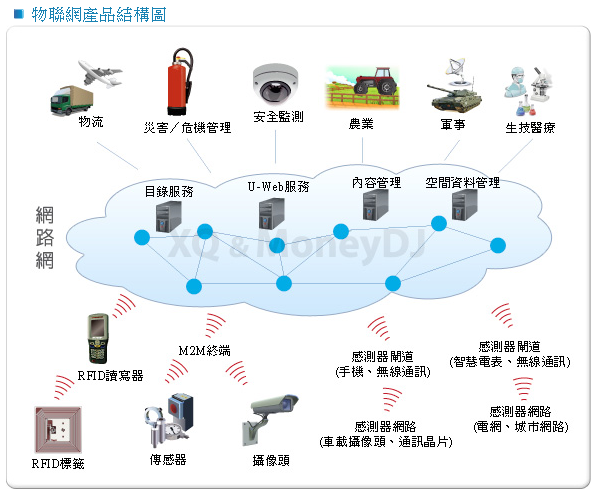 物聯網產品結構圖
物流
災害／危機管理
安全監測
農業
軍事
生技醫療
目錄服務
U-Web服務
內容管理
空間資料管理
網路網
XQ & MoneyDJ
RFID讀寫器
M2M終端
感測器閘道
(手機、無線通訊)
感測器閘道
(智慧電表、無線通訊)
RFID標籤
傳感器
攝像頭
感測器網路
(車載攝像頭、通訊晶片)
感測器網路
(電網、城市網路)